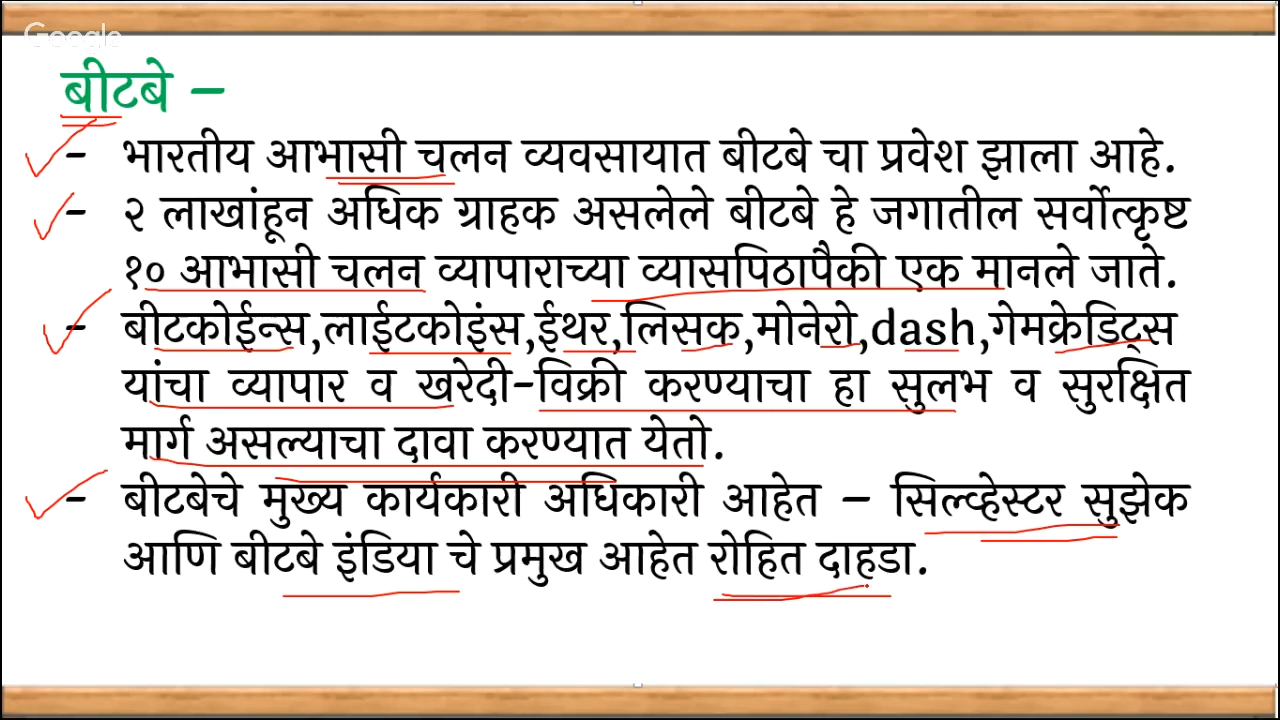 Google
बीटबे –
- भारतीय आभासी चलन व्यवसायात बीटबे चा प्रवेश झाला आहे.
- २ लाखांहून अधिक ग्राहक असलेले बीटबे हे जगातील सर्वोत्कृष्ट
१० आभासी चलन व्यापाराच्या व्यासपिठापैकी एक मानले जाते.
- बीटकोईन्स,लाईटकोइंस,ईथर,लिसक,मोनेरो,dash,गेमक्रेडिट्स
यांचा व्यापार व खरेदी-विक्री करण्याचा हा सुलभ व सुरक्षित
मार्ग असल्याचा दावा करण्यात येतो.
- बीटबेचे मुख्य कार्यकारी अधिकारी आहेत – सिल्व्हेस्टर सुझेक
आणि बीटबे इंडिया चे प्रमुख आहेत रोहित दाहडा.